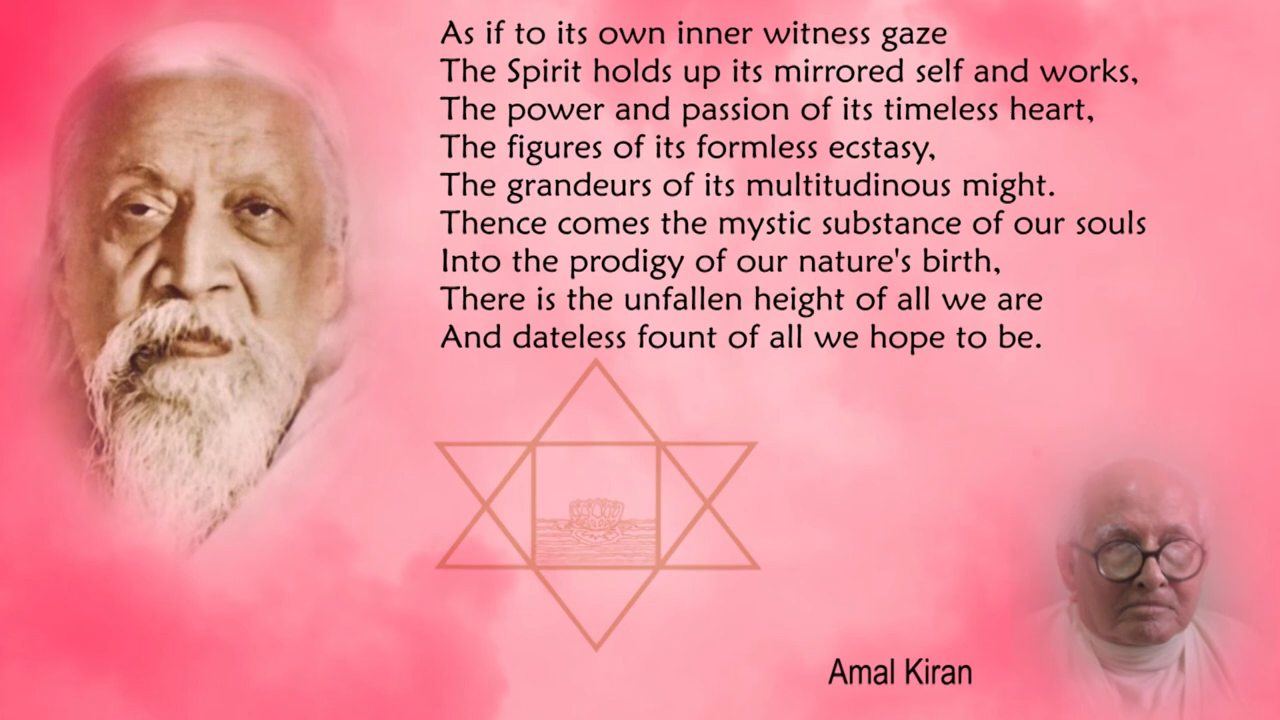 As if to its own inner witness gaze
The Spirit holds up its mirrored self and works,
The power and passion of its timeless heart,
The figures of its formless ecstasy,
The grandeurs of its multitudinous might.
Thence comes the mystic substance of our souls
Into the prodigy of our nature's birth,
There is the unfallen height of all we are
And dateless fount of all we hope to be.
Amal Kiran